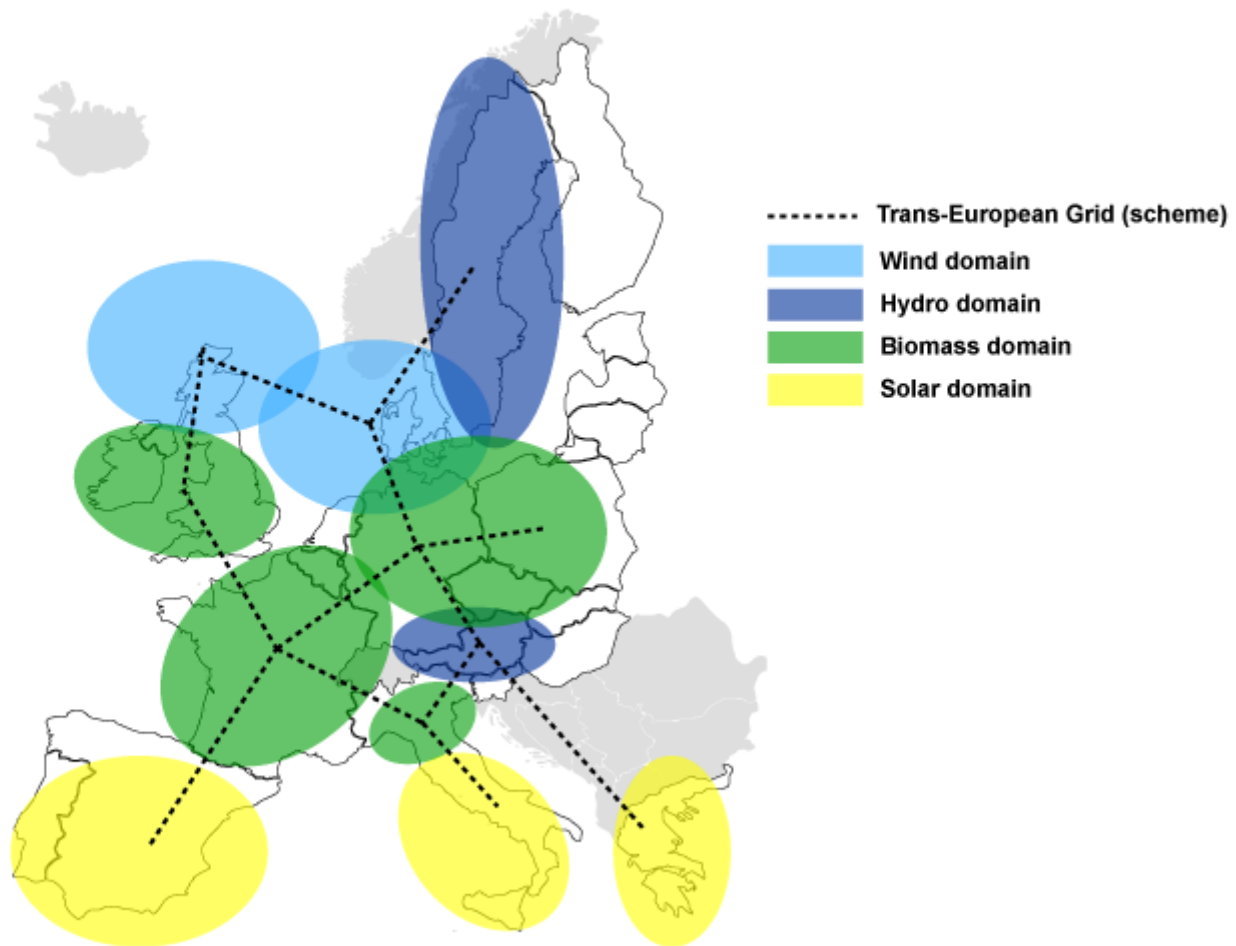 Trans-European Grid (scheme)
Wind domain
Hydro domain
Biomass domain
Solar domain